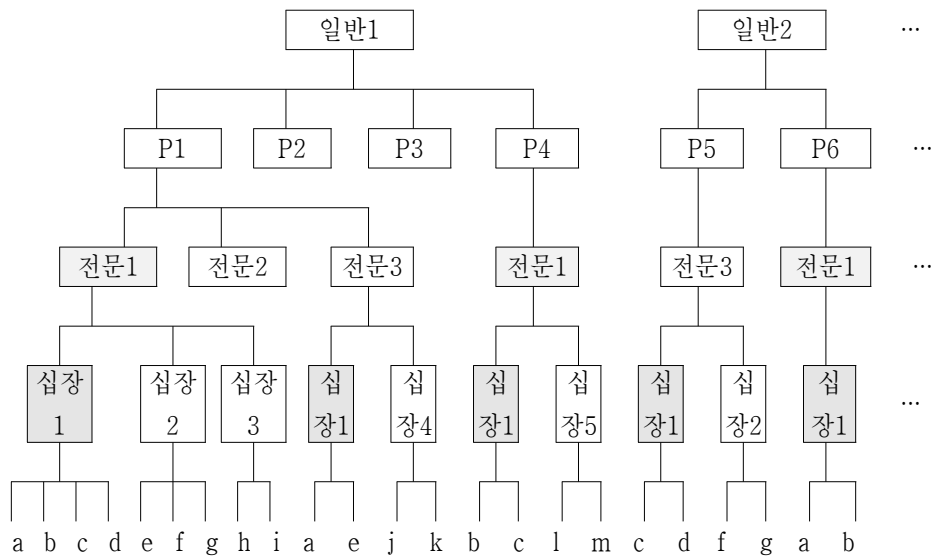 일반1 일반2 …
P1 P2 P3 P4 P5 P6 …
전문1 전문2 전문3 전문1 전문3 전문1 …
십장 십장 십장 십 십 십 십 십 십 십
1 2 3 장1 장4 장1 장5 장1 장2 장1 …
a b c d e f g h i a e j k b c l m c d f g a b